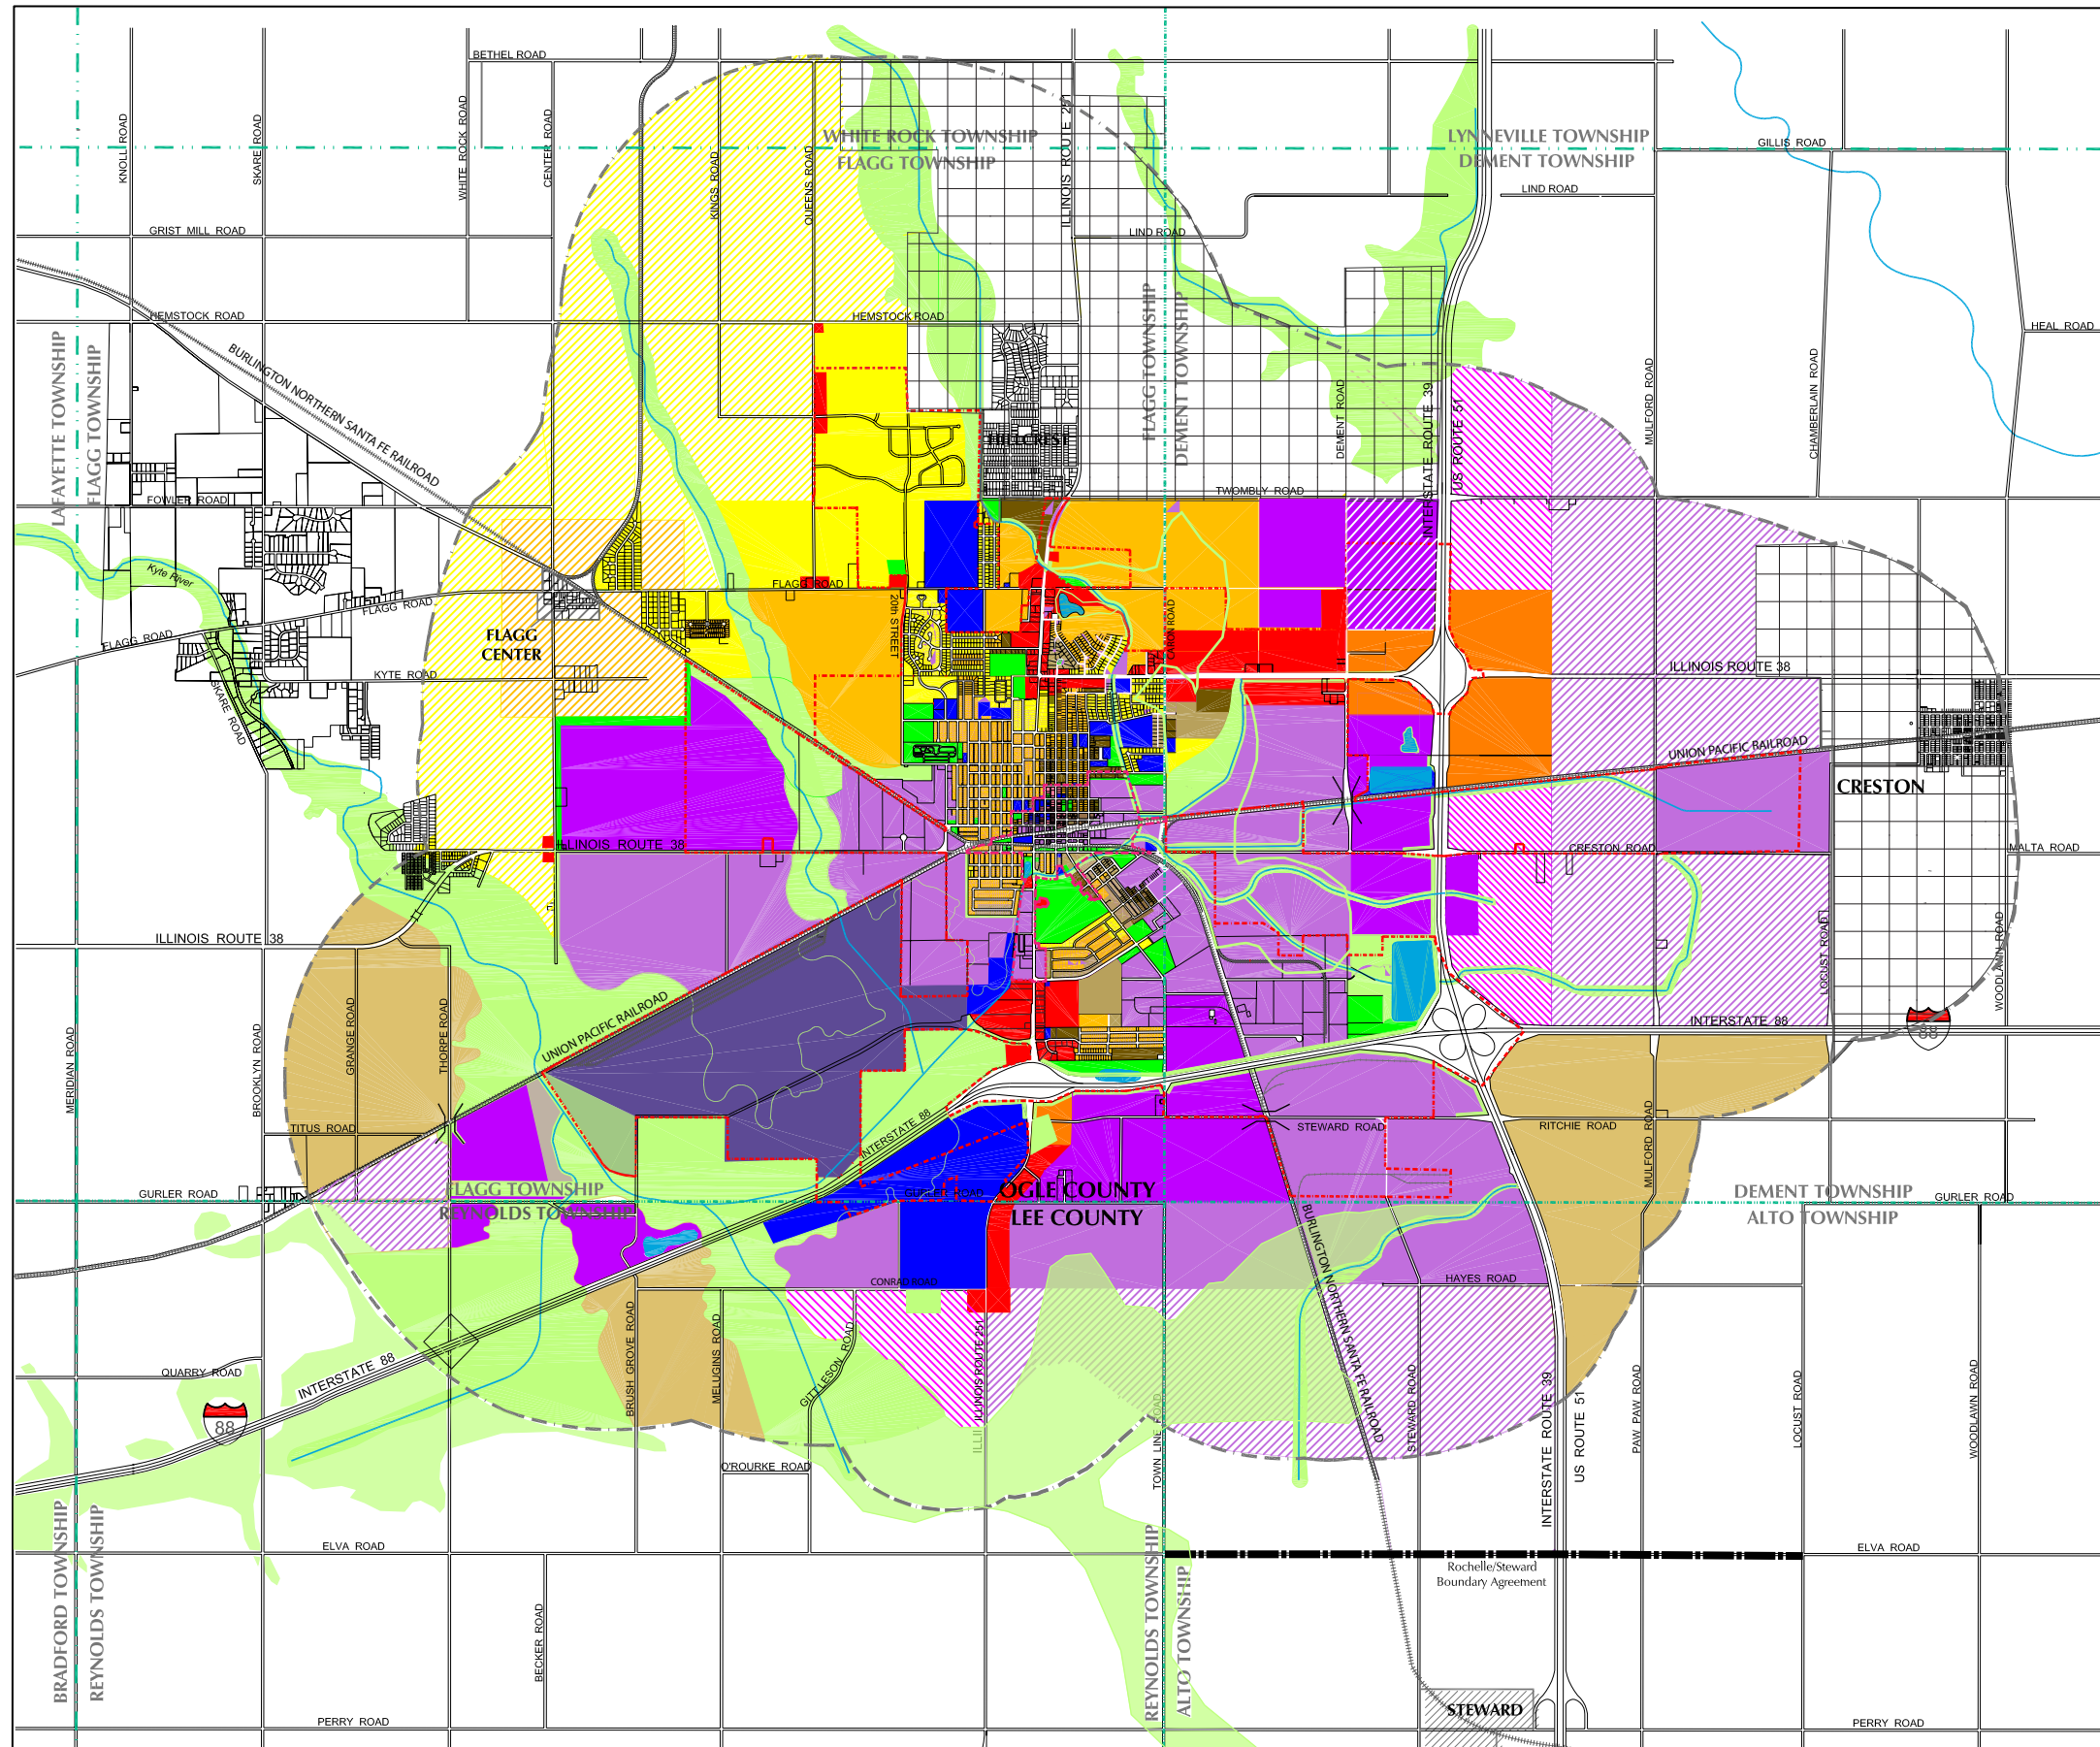 BETHEL ROAD
KNOLL ROAD
SKARE ROAD
WHITE ROCK ROAD
CENTER ROAD
KINGS ROAD
QUEENS ROAD
ILLINOIS ROUTE 251
WHITE ROCK TOWNSHIP
FLAGG TOWNSHIP
LYNNEVILLE TOWNSHIP
DEMENT TOWNSHIP
GILLIS ROAD
LIND ROAD
LIND ROAD
GRIST MILL ROAD
HEMSTOCK ROAD
HEMSTOCK ROAD
HEAL ROAD
LAFAYETTE TOWNSHIP
FLAGG TOWNSHIP
BURLINGTON NORTHERN SANTA FE RAILROAD
FLAGG TOWNSHIP
DEMENT TOWNSHIP
DEMENT ROAD
INTERSTATE ROUTE 39
US ROUTE 51
MULFORD ROAD
CHAMBERLAIN ROAD
HILLCREST
FOWLER ROAD
TWOMBLY ROAD
Kyte River
FLAGG ROAD
FLAGG ROAD
FLAGG ROAD
20th STREET
CARON ROAD
FLAGG
CENTER
KYTE ROAD
SKARE ROAD
ILLINOIS ROUTE 38
UNION PACIFIC RAILROAD
CRESTON
ILLINOIS ROUTE 38
CRESTON ROAD
MALTA ROAD
ILLINOIS ROUTE 38
MERIDIAN ROAD
BROOKLYN ROAD
GRANGE ROAD
THORPE ROAD
UNION PACIFIC RAILROAD
LOCUST ROAD
WOODLAWN ROAD
INTERSTATE 88
88
TITUS ROAD
INTERSTATE 88
STEWARD ROAD
RITCHIE ROAD
MULFORD ROAD
GURLER ROAD
FLAGG TOWNSHIP
REYNOLDS TOWNSHIP
GURLER ROAD
OGLE COUNTY
LEE COUNTY
DEMENT TOWNSHIP
ALTO TOWNSHIP
GURLER ROAD
BURLINGTON NORTHERN SANTA FE RAILROAD
CONRAD ROAD
HAYES ROAD
QUARRY ROAD
INTERSTATE 88
88
BRUSH GROVE ROAD
MELUGINS ROAD
GITTLESON ROAD
ILLINOIS ROUTE 251
TOWN LINE ROAD
STEWARD ROAD
INTERSTATE ROUTE 39
US ROUTE 51
PAW PAW ROAD
LOCUST ROAD
WOODLAWN ROAD
O'ROURKE ROAD
BRADFORD TOWNSHIP
REYNOLDS TOWNSHIP
ELVA ROAD
REYNOLDS TOWNSHIP
ALTO TOWNSHIP
Rochelle/Steward
Boundary Agreement
ELVA ROAD
BECKER ROAD
STEWARD
PERRY ROAD
PERRY ROAD